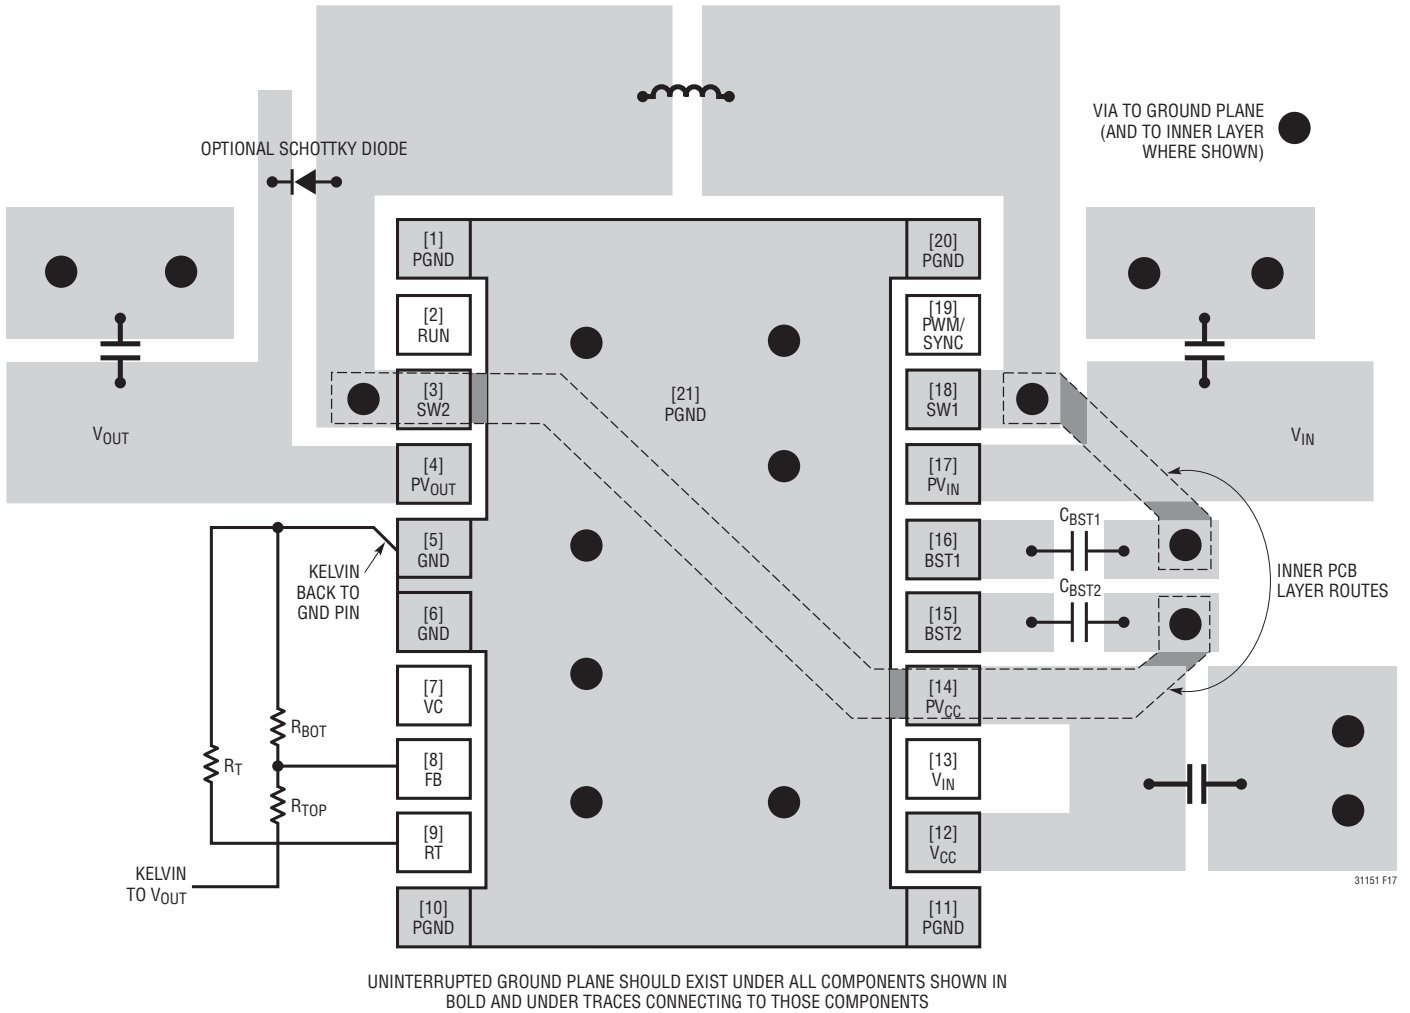 VIA TO GROUND PLANE
(AND TO INNER LAYER
WHERE SHOWN)
OPTIONAL SCHOTTKY DIODE
[1]
PGND
[20]
PGND
[2]
RUN
[19]
PWM/
SYNC
[3]
SW2
[21]
PGND
[18]
SW1
VOUT
VIN
[4]
PVOUT
[17]
PVIN
[5]
GND
[16]
BST1
CBST1
KELVIN
BACK TO
GND PIN
INNER PCB
LAYER ROUTES
[6]
GND
[15]
BST2
CBST2
[7]
VC
[14]
PVCC
RBOT
RT
[8]
FB
[13]
VIN
RTOP
[9]
RT
[12]
VCC
KELVIN
TO VOUT
31151 F17
[10]
PGND
[11]
PGND
UNINTERRUPTED GROUND PLANE SHOULD EXIST UNDER ALL COMPONENTS SHOWN IN
BOLD AND UNDER TRACES CONNECTING TO THOSE COMPONENTS